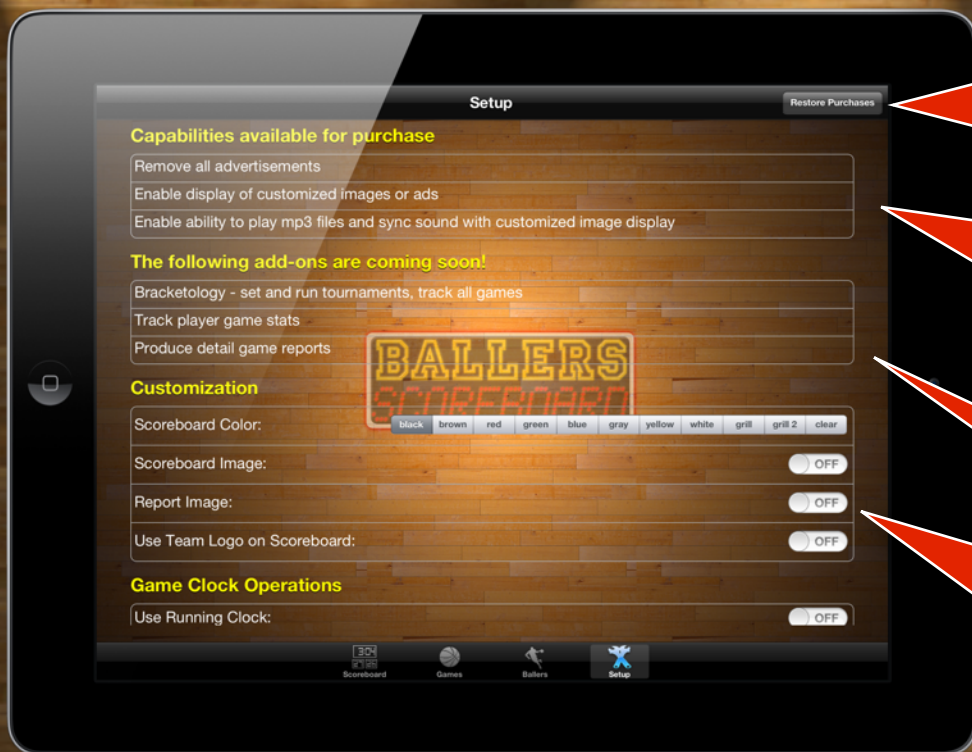 Setup
Restore Purchases
Capabilities available for purchase
Remove all advertisements
Enable display of customized images or ads
Enable ability to play mp3 files and sync sound with customized image display
The following add-ons are coming soon!
Bracketology - set and run tournaments, track all games
Track player game stats
Produce detail game reports
BALLERS
SCOREBOARD
Customization
Scoreboard Color:
black brown red green blue gray yellow white grill grill 2 clear
Scoreboard Image:
OFF
Report Image:
OFF
Use Team Logo on Scoreboard:
OFF
Game Clock Operations
Use Running Clock:
OFF
304
Scoreboard Games Ballers Setup